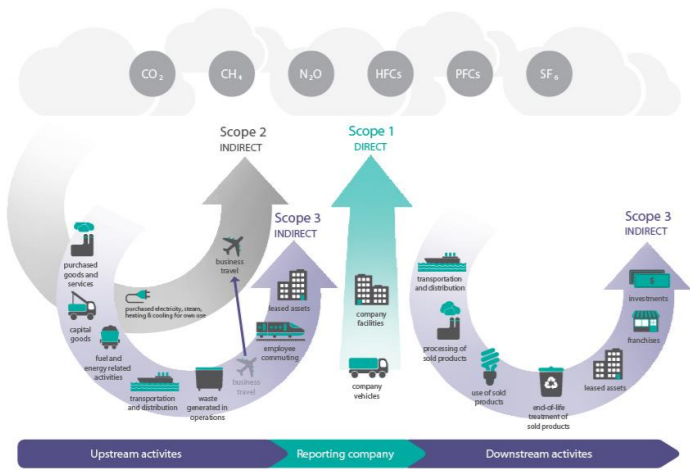 CO₂
CH₄
N₂O
HFCs
PFCs
SF₆
Scope 2
INDIRECT
Scope 1
DIRECT
Scope 3
INDIRECT
Scope 3
INDIRECT
purchased
goods and
services
capital
goods
fuel and
energy related
activities
purchased electricity, steam,
heating & cooling for own use
transportation
and distribution
waste
generated in
operations
business
travel
business
travel
employee
commuting
leased assets
company
facilities
company
vehicles
transportation
and distribution
processing of
sold products
use of sold
products
end-of-life
treatment of
sold products
leased assets
franchises
investments
$
Upstream activites
Reporting company
Downstream activites